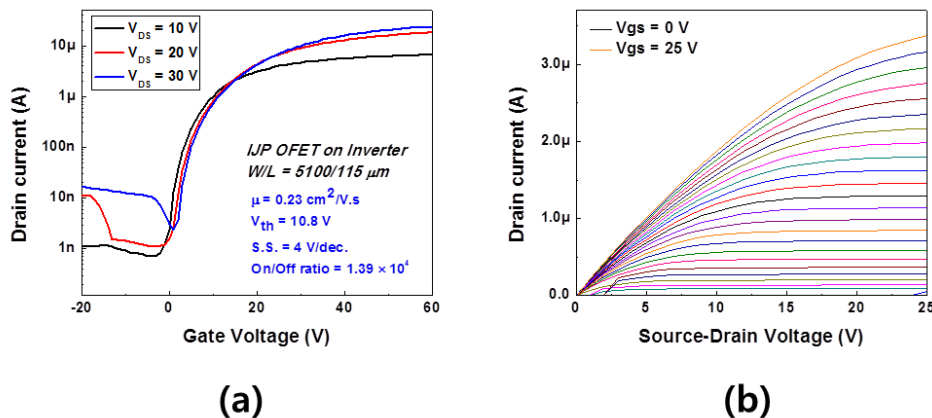 V_DS = 10 V
V_DS = 20 V
V_DS = 30 V
10μ
1μ
100n
10n
1n
Drain current (A)
IJP OFET on Inverter
W/L = 5100/115 μm
μ = 0.23 cm²/V.s
V_th = 10.8 V
S.S. = 4 V/dec.
On/Off ratio = 1.39 × 10⁴
-20 0 20 40 60
Gate Voltage (V)
(a)
Vgs = 0 V
Vgs = 25 V
3.0μ
2.0μ
1.0μ
0.0
Drain current (A)
0 5 10 15 20 25
Source-Drain Voltage (V)
(b)